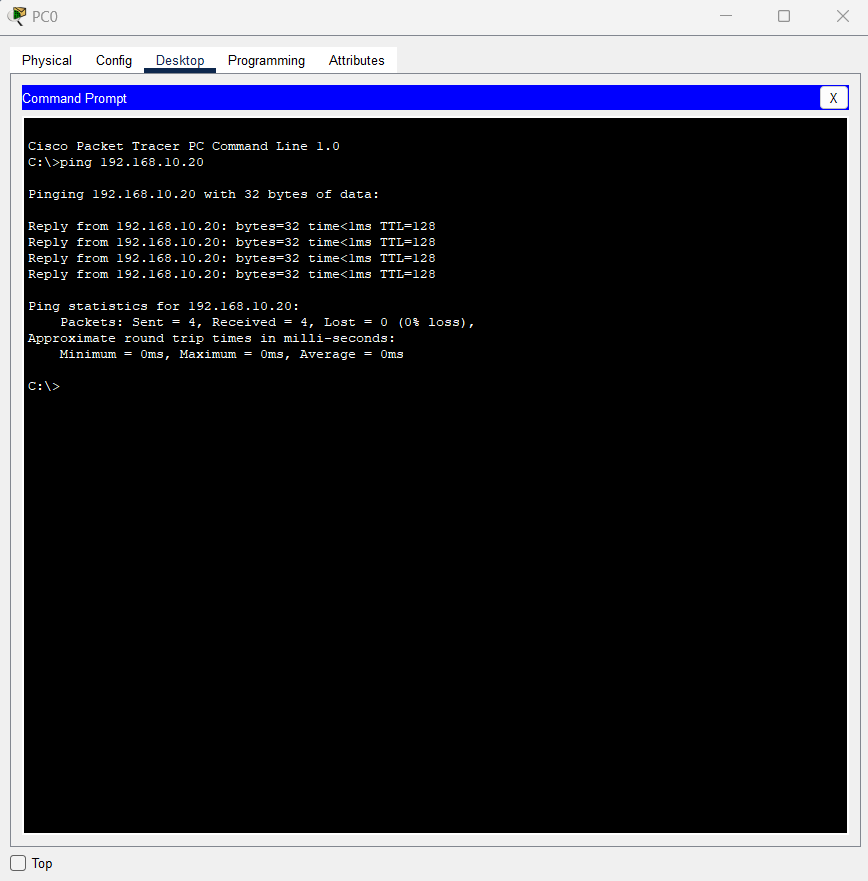 PC0
Physical Config Desktop Programming Attributes
Command Prompt
X
Cisco Packet Tracer PC Command Line 1.0
C:\>ping 192.168.10.20
Pinging 192.168.10.20 with 32 bytes of data:
Reply from 192.168.10.20: bytes=32 time<1ms TTL=128
Reply from 192.168.10.20: bytes=32 time<1ms TTL=128
Reply from 192.168.10.20: bytes=32 time<1ms TTL=128
Reply from 192.168.10.20: bytes=32 time<1ms TTL=128
Ping statistics for 192.168.10.20:
    Packets: Sent = 4, Received = 4, Lost = 0 (0% loss),
Approximate round trip times in milli-seconds:
    Minimum = 0ms, Maximum = 0ms, Average = 0ms
C:\>
Top